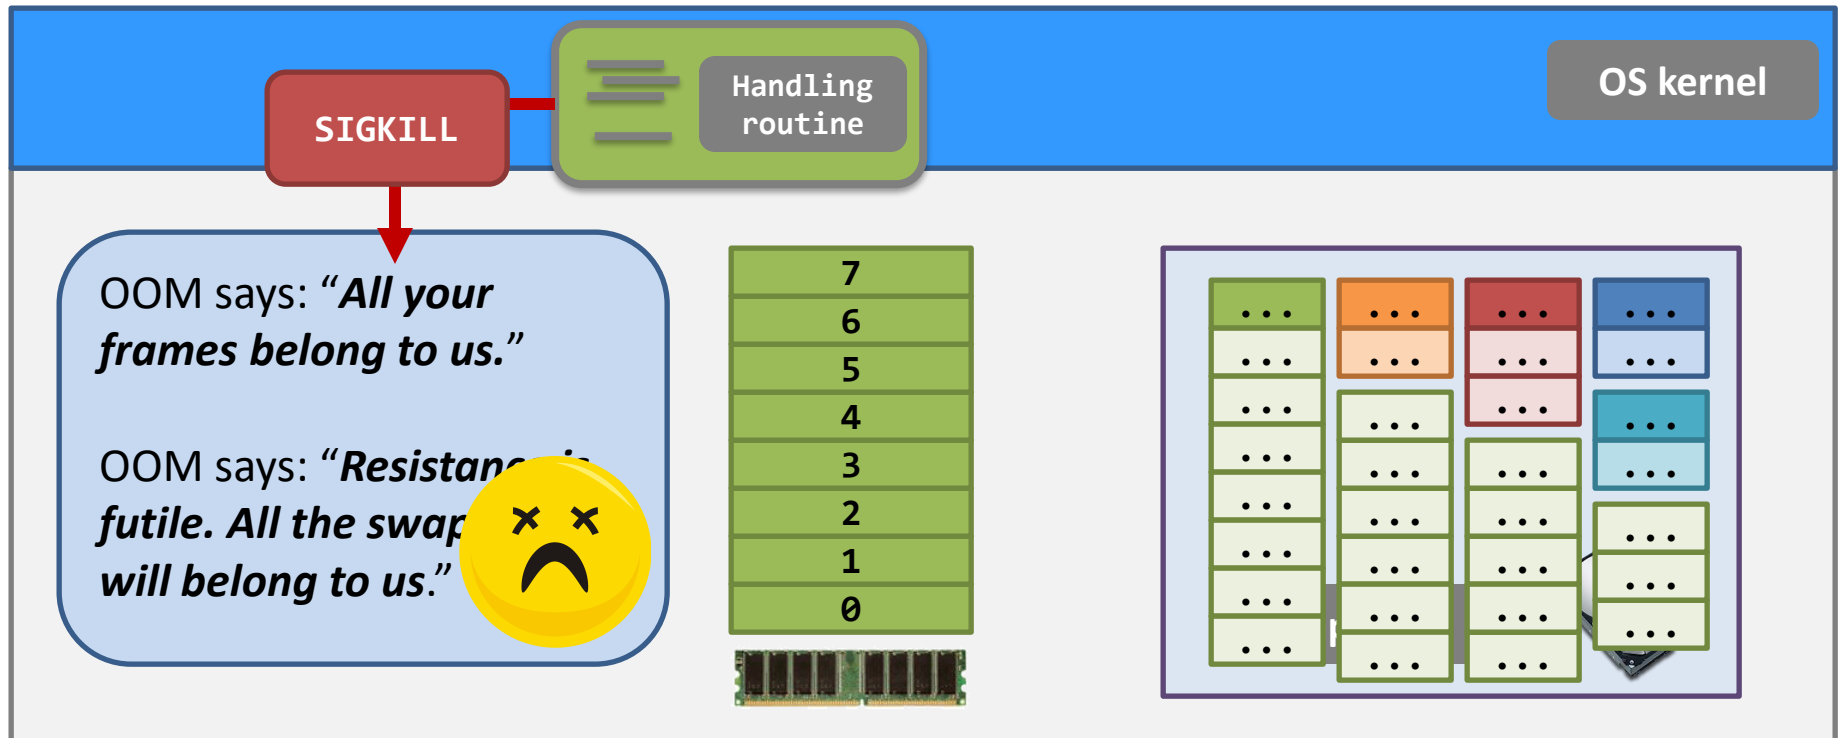 Handling
routine
OS kernel
SIGKILL
OOM says: “All your
frames belong to us.”
OOM says: “Resistance is
futile. All the swap
will belong to us.”
7
6
5
4
3
2
1
0
... ... ... ...
... ... ... ...
... ... ... ...
... ... ... ...
... ... ... ...
... ... ... ...
... ... ... ...
... ... ...